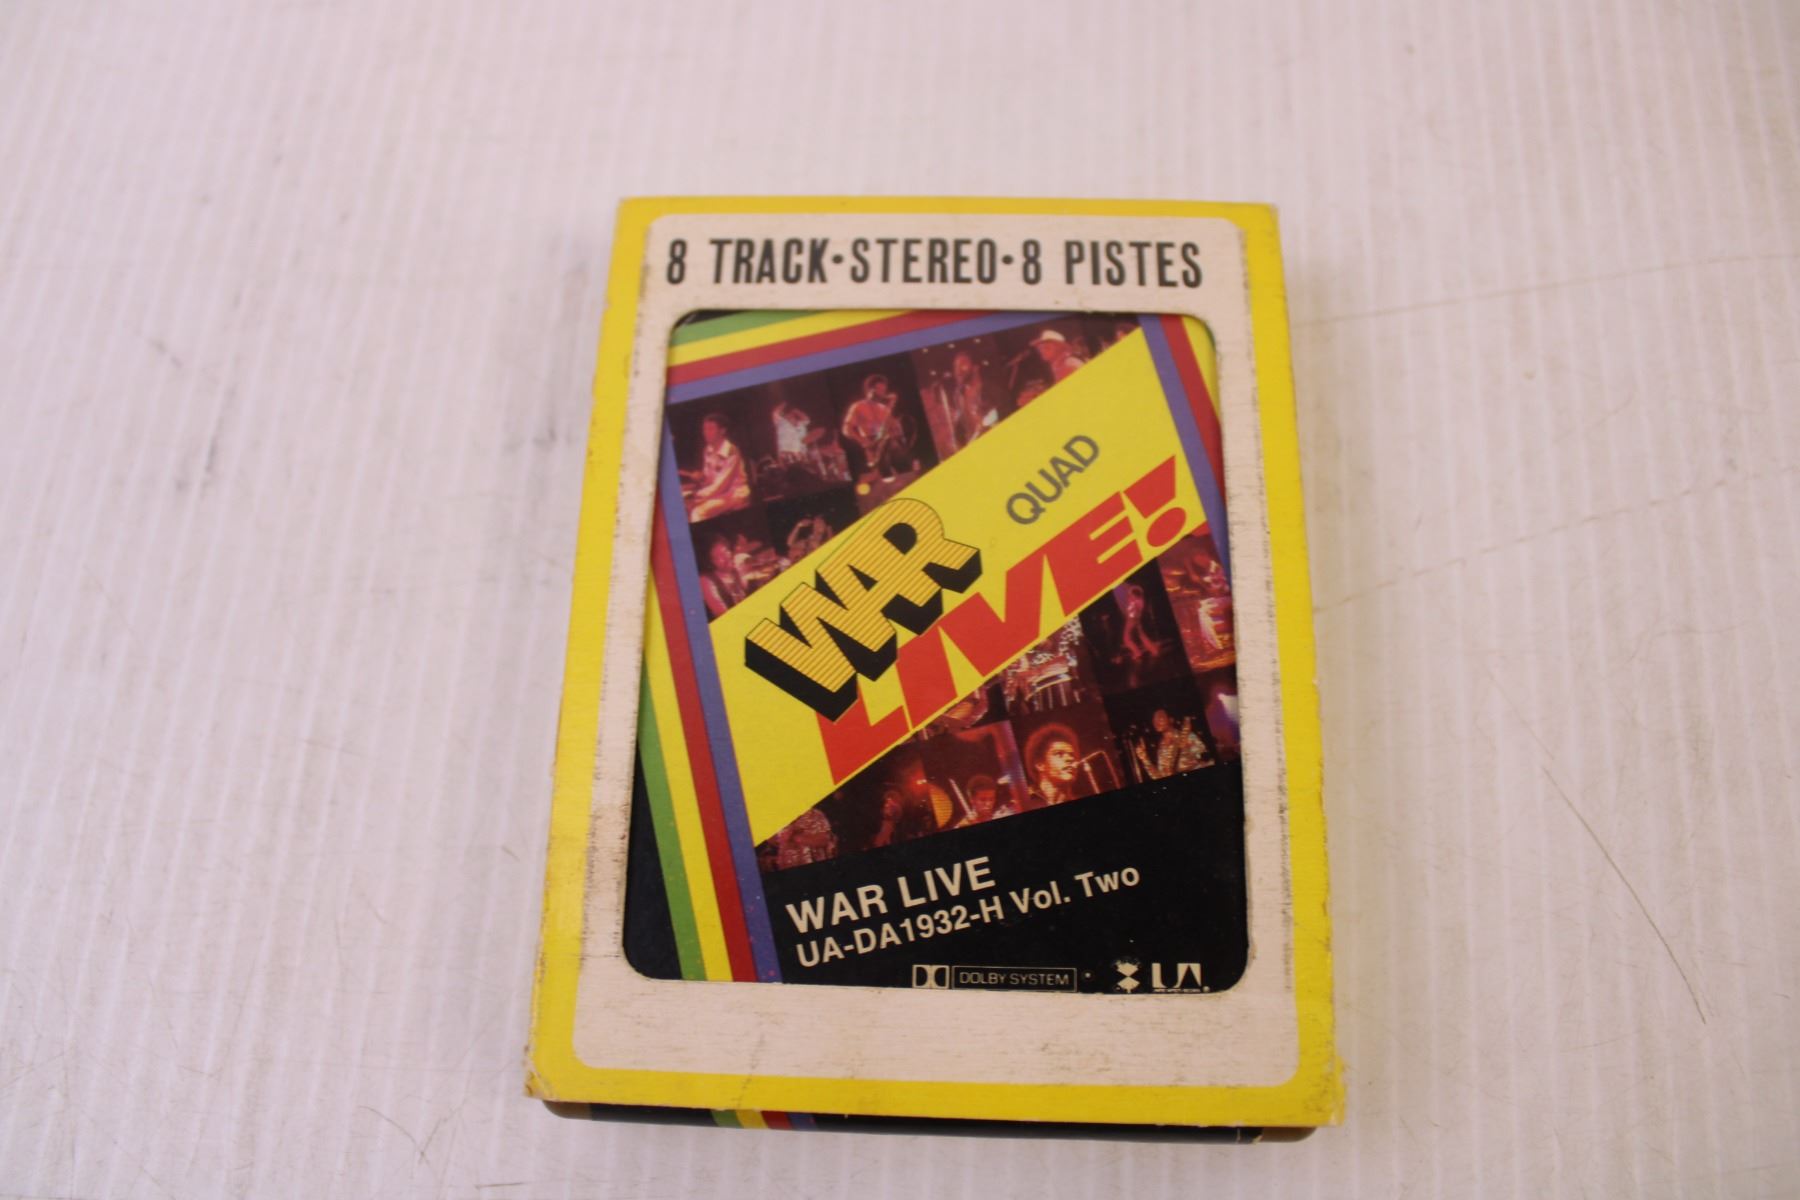 8 TRACK•STEREO•8 PISTES
QUAD
WAR
LIVE!
WAR LIVE
UA-DA1932-H Vol. Two
DOLBY SYSTEM
UA